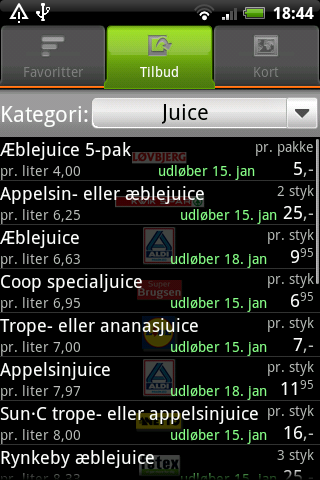 18:44
Favoritter Tilbud Kort
Kategori: Juice
Æblejuice 5-pak pr. pakke
LØVBJERG
pr. liter 4,00 udløber 15. jan 5,-
Appelsin- eller æblejuice 2 styk
pr. liter 6,25 udløber 15. jan 25,-
Æblejuice pr. styk
ALDI
pr. liter 6,63 udløber 18. jan 9 95
Coop specialjuice pr. styk
Super Brugsen
pr. liter 6,95 udløber 15. jan 6 95
Trope- eller ananasjuice pr. styk
pr. liter 7,00 udløber 15. jan 7,-
Appelsinjuice pr. styk
ALDI
pr. liter 7,97 udløber 18. jan 11 95
Sun·C trope- eller appelsinjuice pr. styk
pr. liter 8,00 udløber 15. jan 16,-
Rynkeby æblejuice 3 styk
føtex